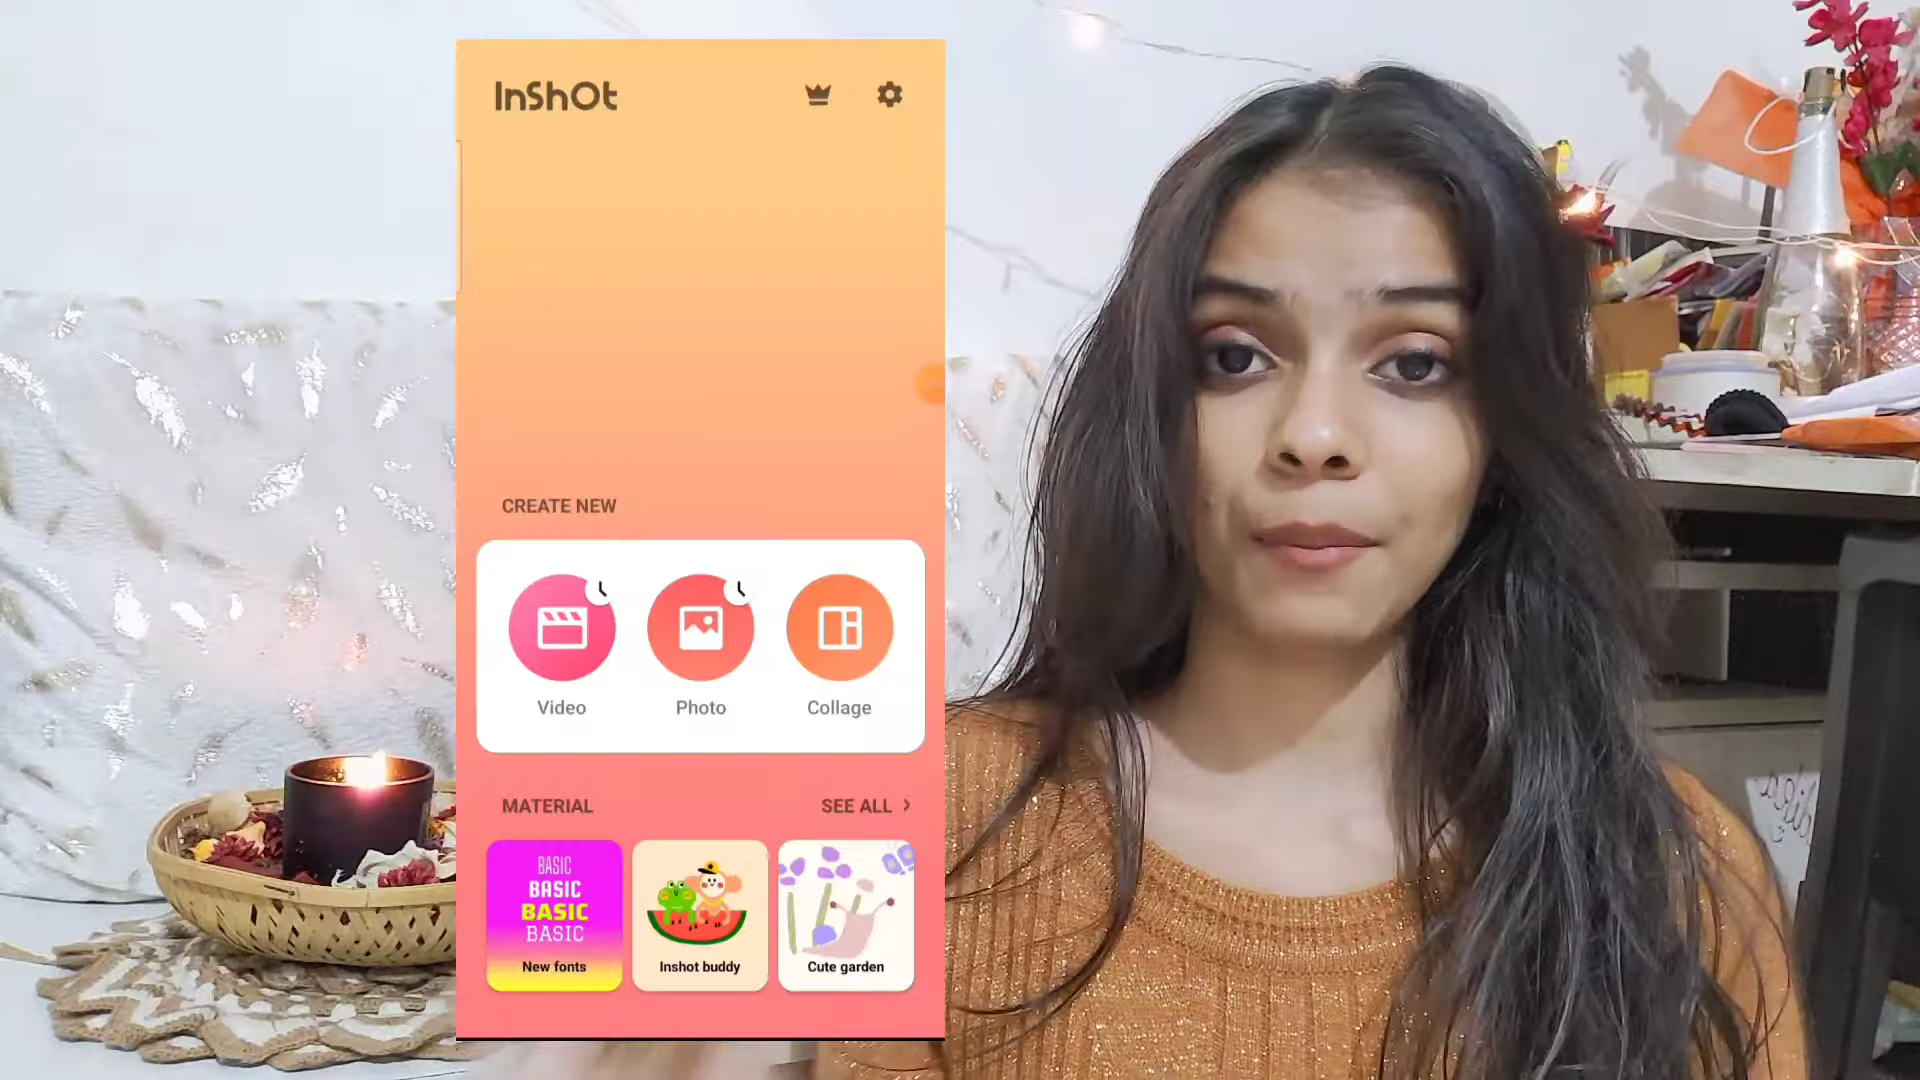 InShOt
CREATE NEW
Video
Photo
Collage
MATERIAL
SEE ALL
BASIC
BASIC
BASIC
BASIC
New fonts
Inshot buddy
Cute garden